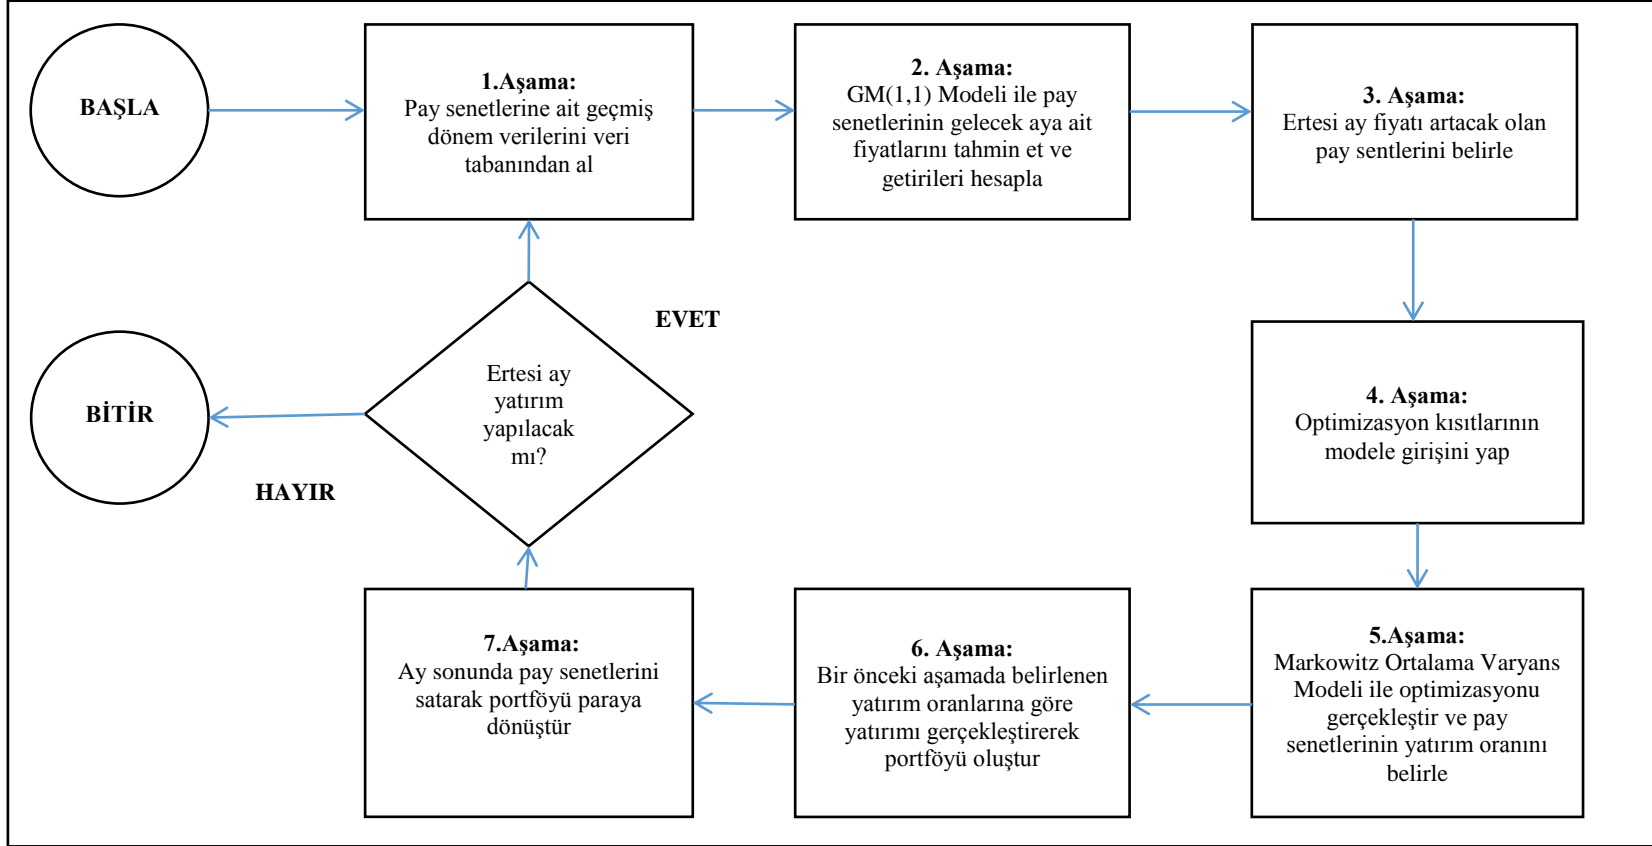 BAŞLA
1.Aşama:
Pay senetlerine ait geçmiş
dönem verilerini veri
tabanından al
2. Aşama:
GM(1,1) Modeli ile pay
senetlerinin gelecek aya ait
fiyatlarını tahmin et ve
getirileri hesapla
3. Aşama:
Ertesi ay fiyatı artacak olan
pay sentlerini belirle
4. Aşama:
Optimizasyon kısıtlarının
modele girişini yap
5.Aşama:
Markowitz Ortalama Varyans
Modeli ile optimizasyonu
gerçekleştir ve pay
senetlerinin yatırım oranını
belirle
6. Aşama:
Bir önceki aşamada belirlenen
yatırım oranlarına göre
yatırımı gerçekleştirerek
portföyü oluştur
7.Aşama:
Ay sonunda pay senetlerini
satarak portföyü paraya
dönüştür
Ertesi ay
yatırım
yapılacak
mı?
EVET
HAYIR
BİTİR